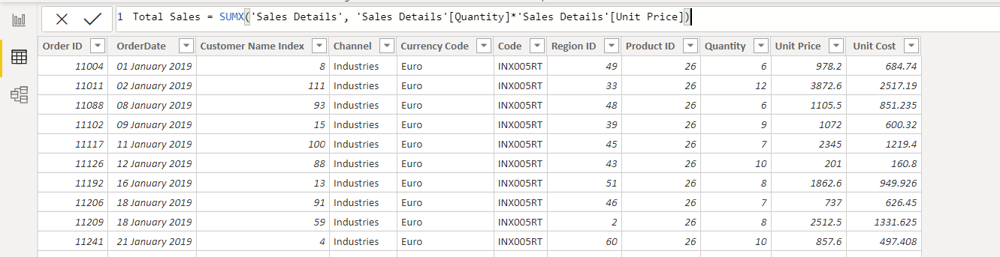 1 Total Sales = SUMX('Sales Details', 'Sales Details'[Quantity]*'Sales Details'[Unit Price])
Order ID OrderDate Customer Name Index Channel Currency Code Code Region ID Product ID Quantity Unit Price Unit Cost
11004 01 January 2019 8 Industries Euro INX005RT 49 26 6 978.2 684.74
11011 02 January 2019 111 Industries Euro INX005RT 33 26 12 3872.6 2517.19
11088 08 January 2019 93 Industries Euro INX005RT 48 26 6 1105.5 851.235
11102 09 January 2019 15 Industries Euro INX005RT 39 26 9 1072 600.32
11117 11 January 2019 100 Industries Euro INX005RT 45 26 7 2345 1219.4
11126 12 January 2019 88 Industries Euro INX005RT 43 26 10 201 160.8
11192 16 January 2019 13 Industries Euro INX005RT 51 26 8 1862.6 949.926
11206 18 January 2019 91 Industries Euro INX005RT 46 26 7 737 626.45
11209 18 January 2019 59 Industries Euro INX005RT 2 26 8 2512.5 1331.625
11241 21 January 2019 4 Industries Euro INX005RT 60 26 10 857.6 497.408